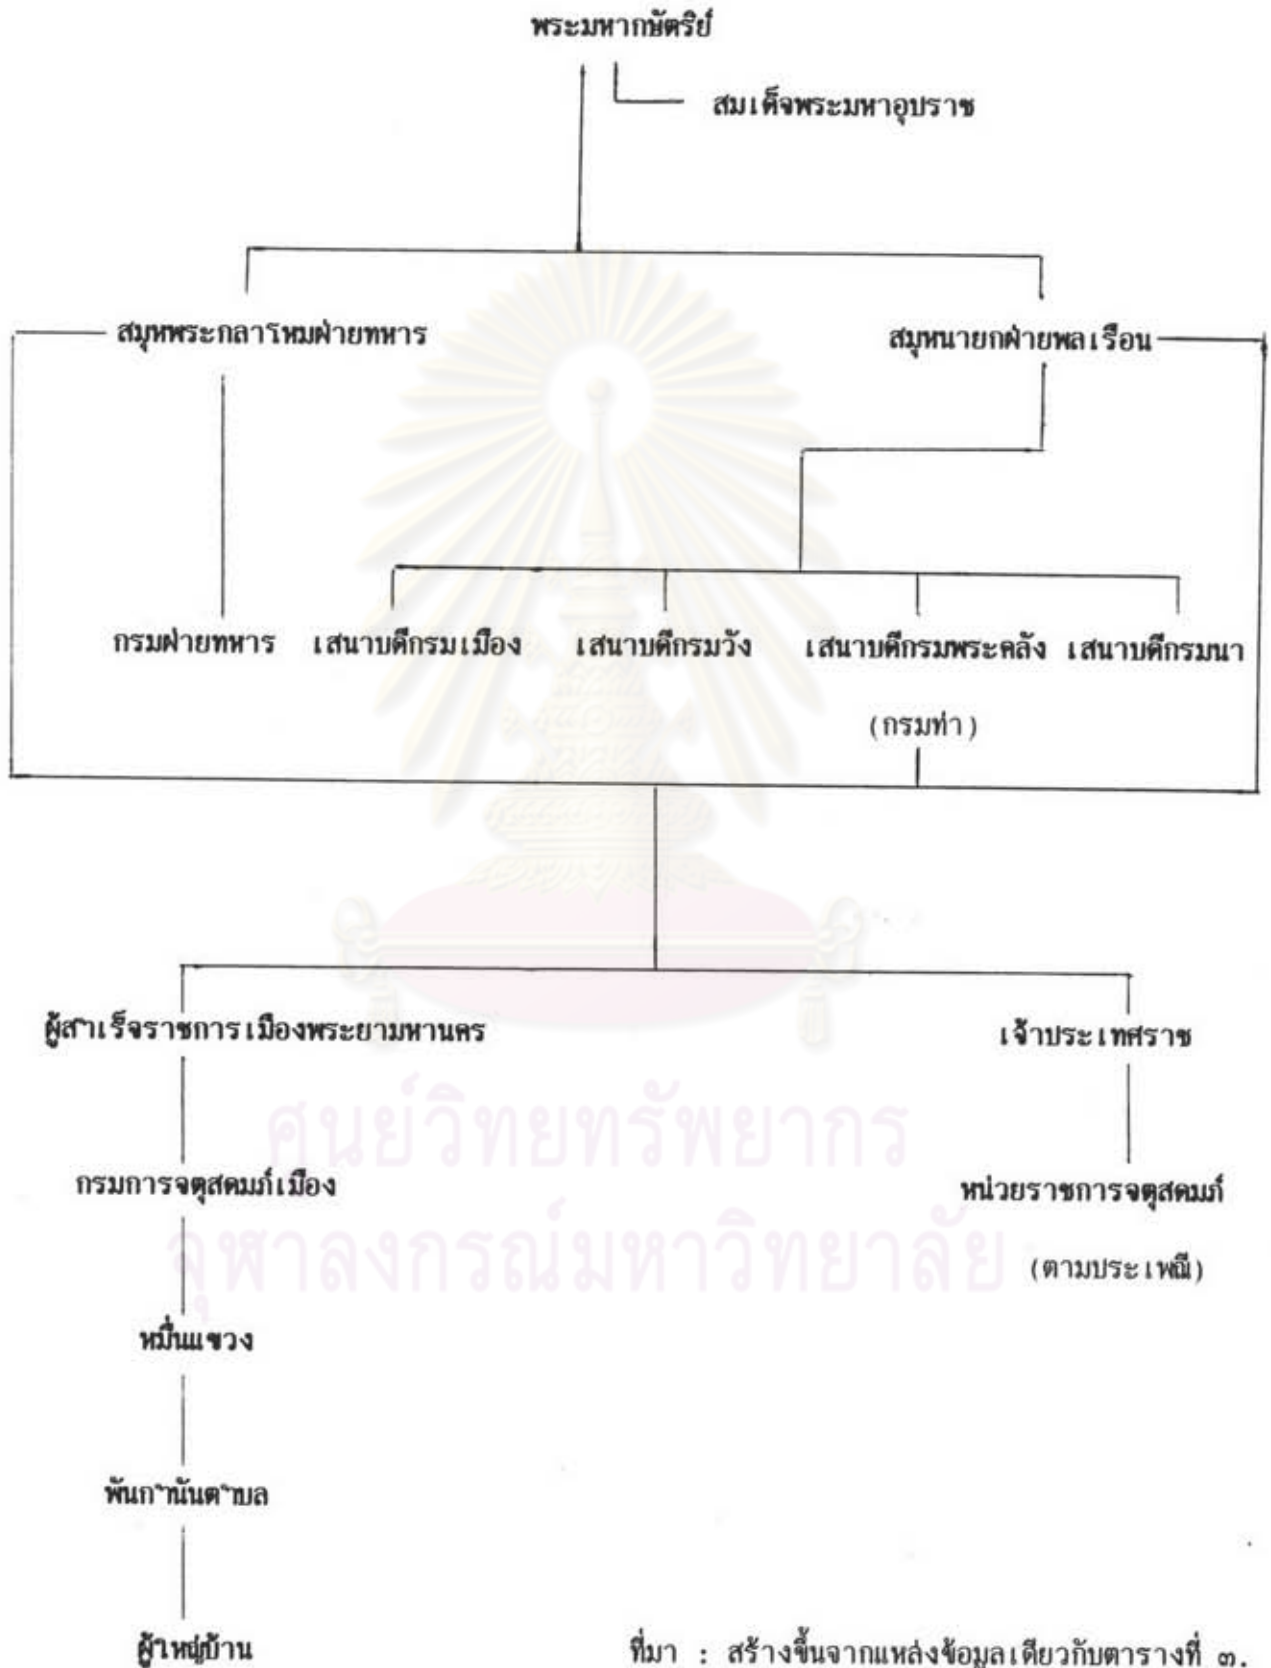 พระมหากษัตริย์
สมเด็จพระมหาอุปราช
สมุหพระกลาโหมฝ่ายทหาร
สมุหนายกฝ่ายพลเรือน
กรมฝ่ายทหาร เสนาบดีกรมเมือง เสนาบดีกรมวัง เสนาบดีกรมพระคลัง เสนาบดีกรมนา
(กรมท่า)
ผู้สำเร็จราชการเมืองพระยามหานคร
เจ้าประเทศราช
ศูนย์วิทยทรัพยากร
กรมการจตุสดมภ์เมือง
หน่วยราชการจตุสดมภ์
จุฬาลงกรณ์มหาวิทยาลัย
(ตามประเพณี)
หมื่นแขวง
พันกำนันตำบล
ผู้ใหญ่บ้าน
ที่มา : สร้างขึ้นจากแหล่งข้อมูลเดียวกับตารางที่ ๓.